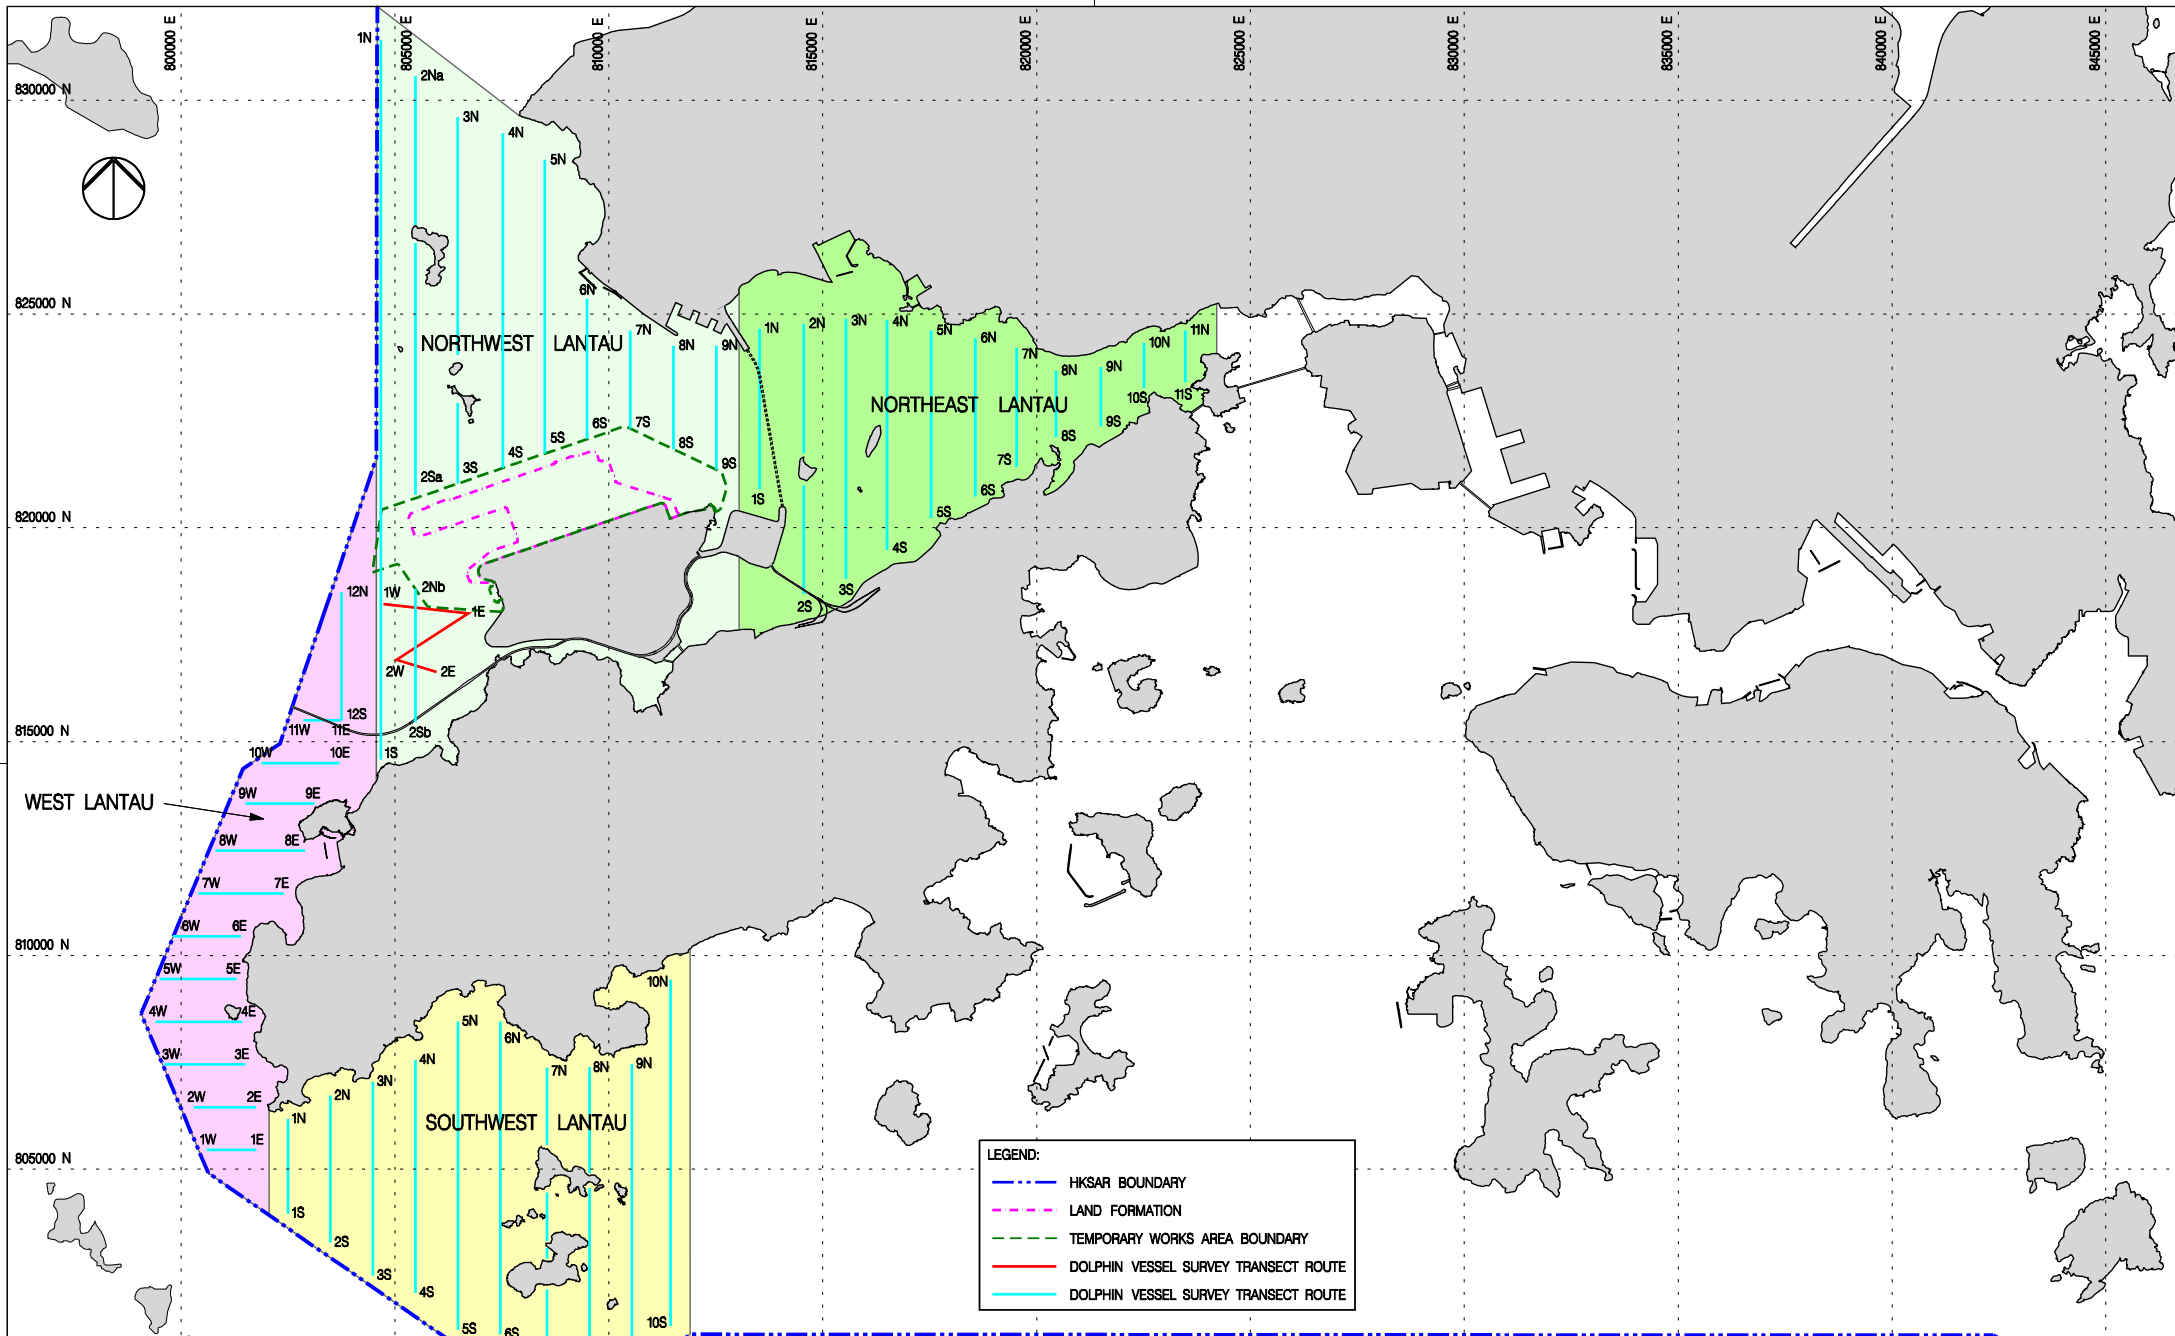 800000 E
805000 E
810000 E
815000 E
820000 E
825000 E
830000 E
835000 E
840000 E
845000 E
830000 N
825000 N
820000 N
815000 N
810000 N
805000 N
1N
2Na
3N
4N
5N
6N
7N
8N
9N
NORTHWEST LANTAU
2Sa
3S
4S
5S
6S
7S
8S
9S
1W
2Nb
1E
2W
2E
2Sb
1S
1N
2N
3N
4N
5N
6N
7N
8N
9N
10N
11N
NORTHEAST LANTAU
1S
2S
3S
4S
5S
6S
7S
8S
9S
10S
11S
12N
12S
11W
11E
10W
10E
WEST LANTAU
9W
9E
8W
8E
7W
7E
6W
6E
5W
5E
4W
4E
3W
3E
2W
2E
1W
1E
1N
2N
3N
4N
5N
6N
7N
8N
9N
10N
SOUTHWEST LANTAU
1S
2S
3S
4S
5S
6S
10S
LEGEND:
HKSAR BOUNDARY
LAND FORMATION
TEMPORARY WORKS AREA BOUNDARY
DOLPHIN VESSEL SURVEY TRANSECT ROUTE
DOLPHIN VESSEL SURVEY TRANSECT ROUTE